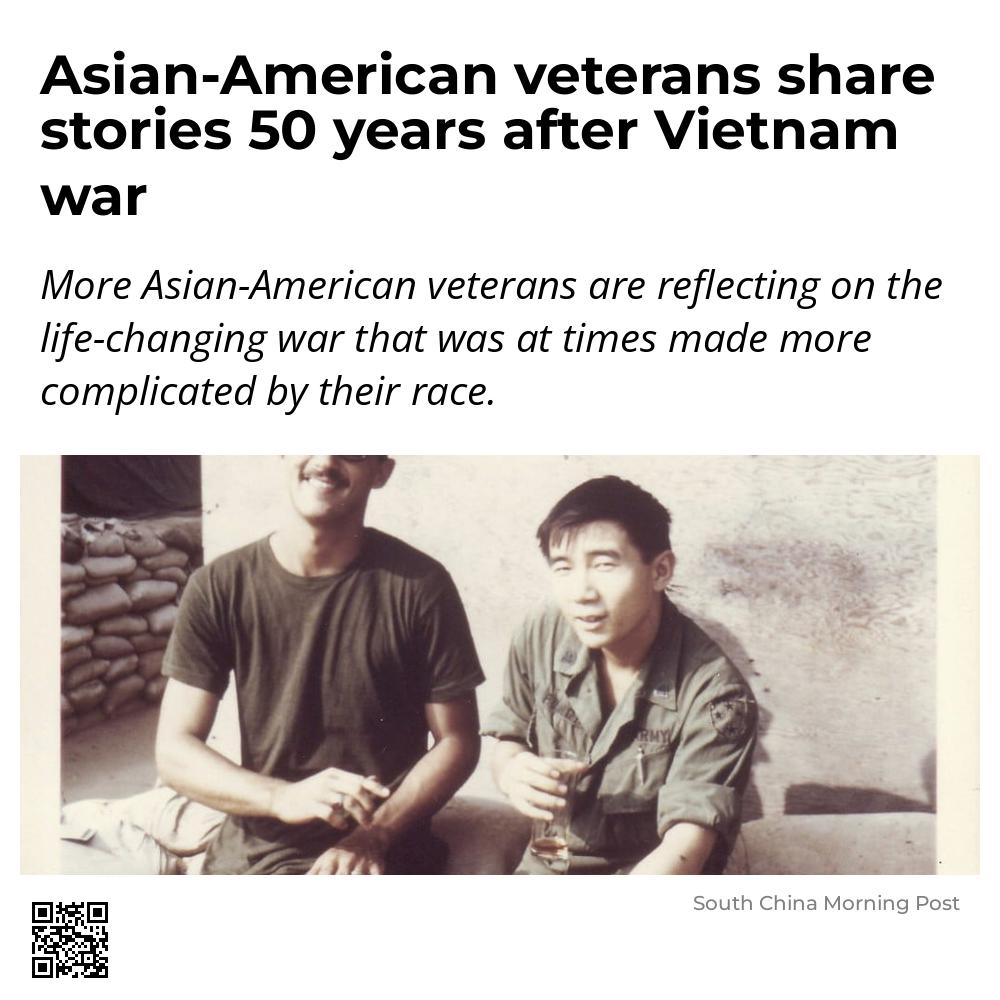 Asian-American veterans share
stories 50 years after Vietnam
war
More Asian-American veterans are reflecting on the
life-changing war that was at times made more
complicated by their race.
ARMY
South China Morning Post